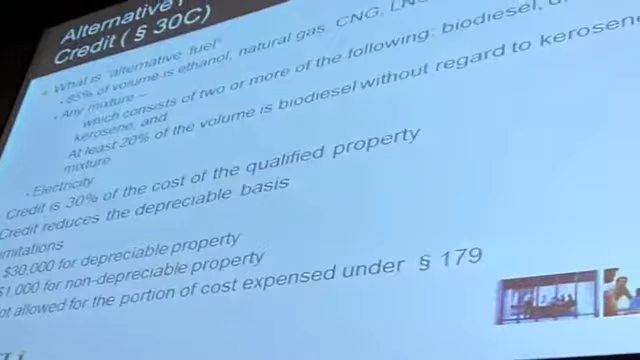 Alternative
Credit ( § 30C)
What is "alternative fuel"
85% of volume is ethanol, natural gas, CNG,
Any mixture –
which consists of two or more of the following: biodiesel,
kerosene, and
At least 20% of the volume is biodiesel without regard to kerosene
mixture
Electricity
Credit is 30% of the cost of the qualified property
Credit reduces the depreciable basis
$30,000 for depreciable property
$1,000 for non-depreciable property
allowed for the portion of cost expensed under § 179